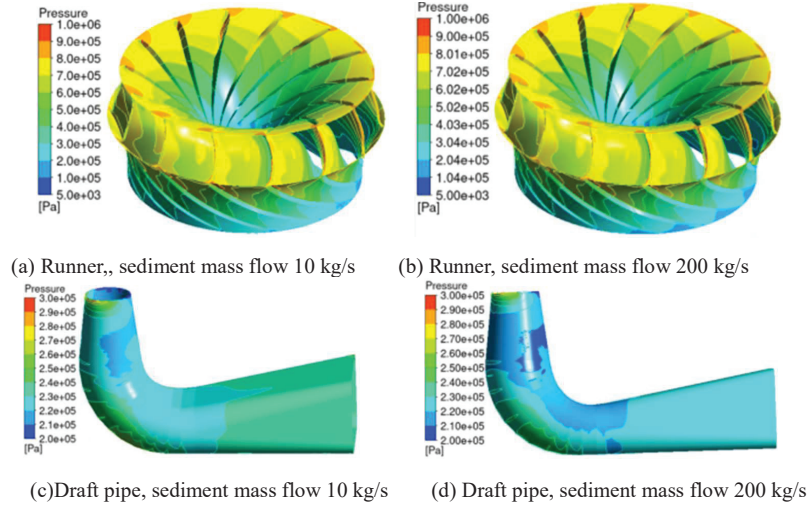 Pressure
1.0e+06
9.0e+05
8.0e+05
7.0e+05
6.0e+05
5.0e+05
4.0e+05
3.0e+05
2.0e+05
1.0e+05
5.0e+03
[Pa]
Pressure
1.00e+06
9.00e+05
8.01e+05
7.02e+05
6.02e+05
5.02e+05
4.03e+05
3.04e+05
2.04e+05
1.04e+05
5.00e+03
[Pa]
(a) Runner,, sediment mass flow 10 kg/s
(b) Runner, sediment mass flow 200 kg/s
Pressure
3.0e+05
2.9e+05
2.8e+05
2.7e+05
2.6e+05
2.5e+05
2.4e+05
2.3e+05
2.2e+05
2.1e+05
2.0e+05
[Pa]
Pressure
3.00e+05
2.90e+05
2.80e+05
2.70e+05
2.60e+05
2.50e+05
2.40e+05
2.30e+05
2.20e+05
2.10e+05
2.00e+05
[Pa]
(c)Draft pipe, sediment mass flow 10 kg/s
(d) Draft pipe, sediment mass flow 200 kg/s